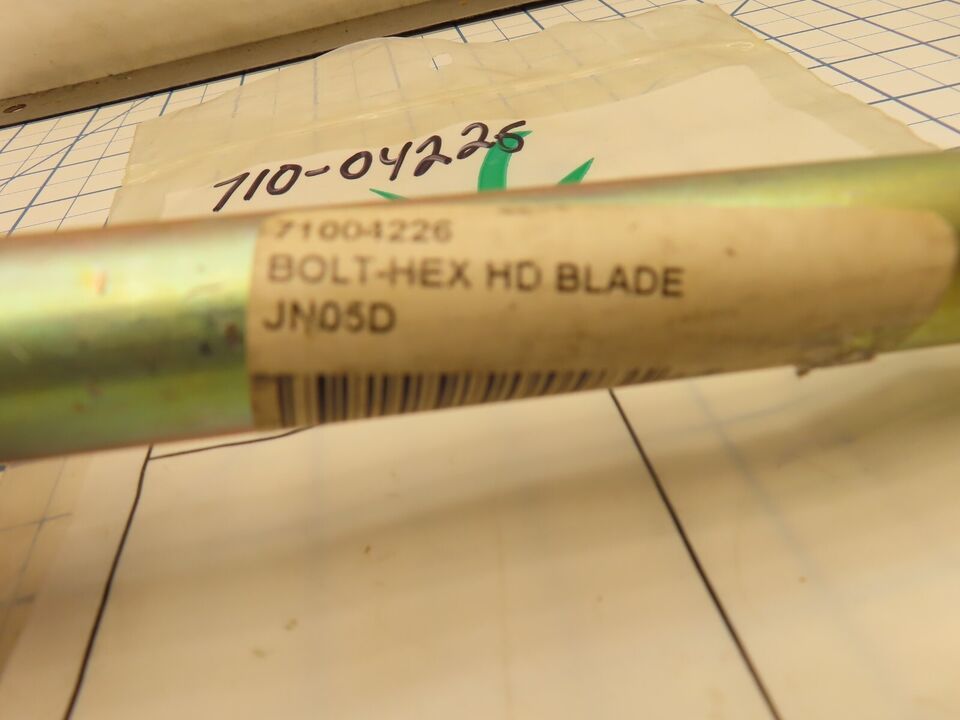 710-04226
71004226
BOLT-HEX HD BLADE
JN05D